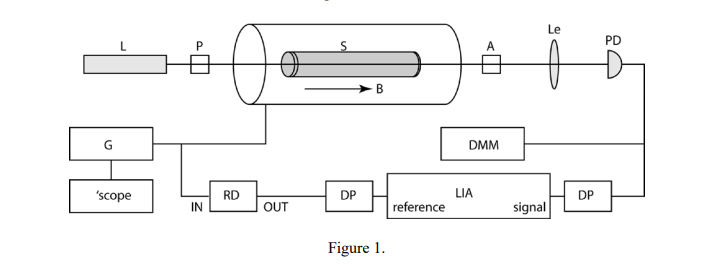 L
P
S
A
Le
PD
B
G
DMM
'scope
IN
RD
OUT
DP
reference
LIA
signal
DP
Figure 1.